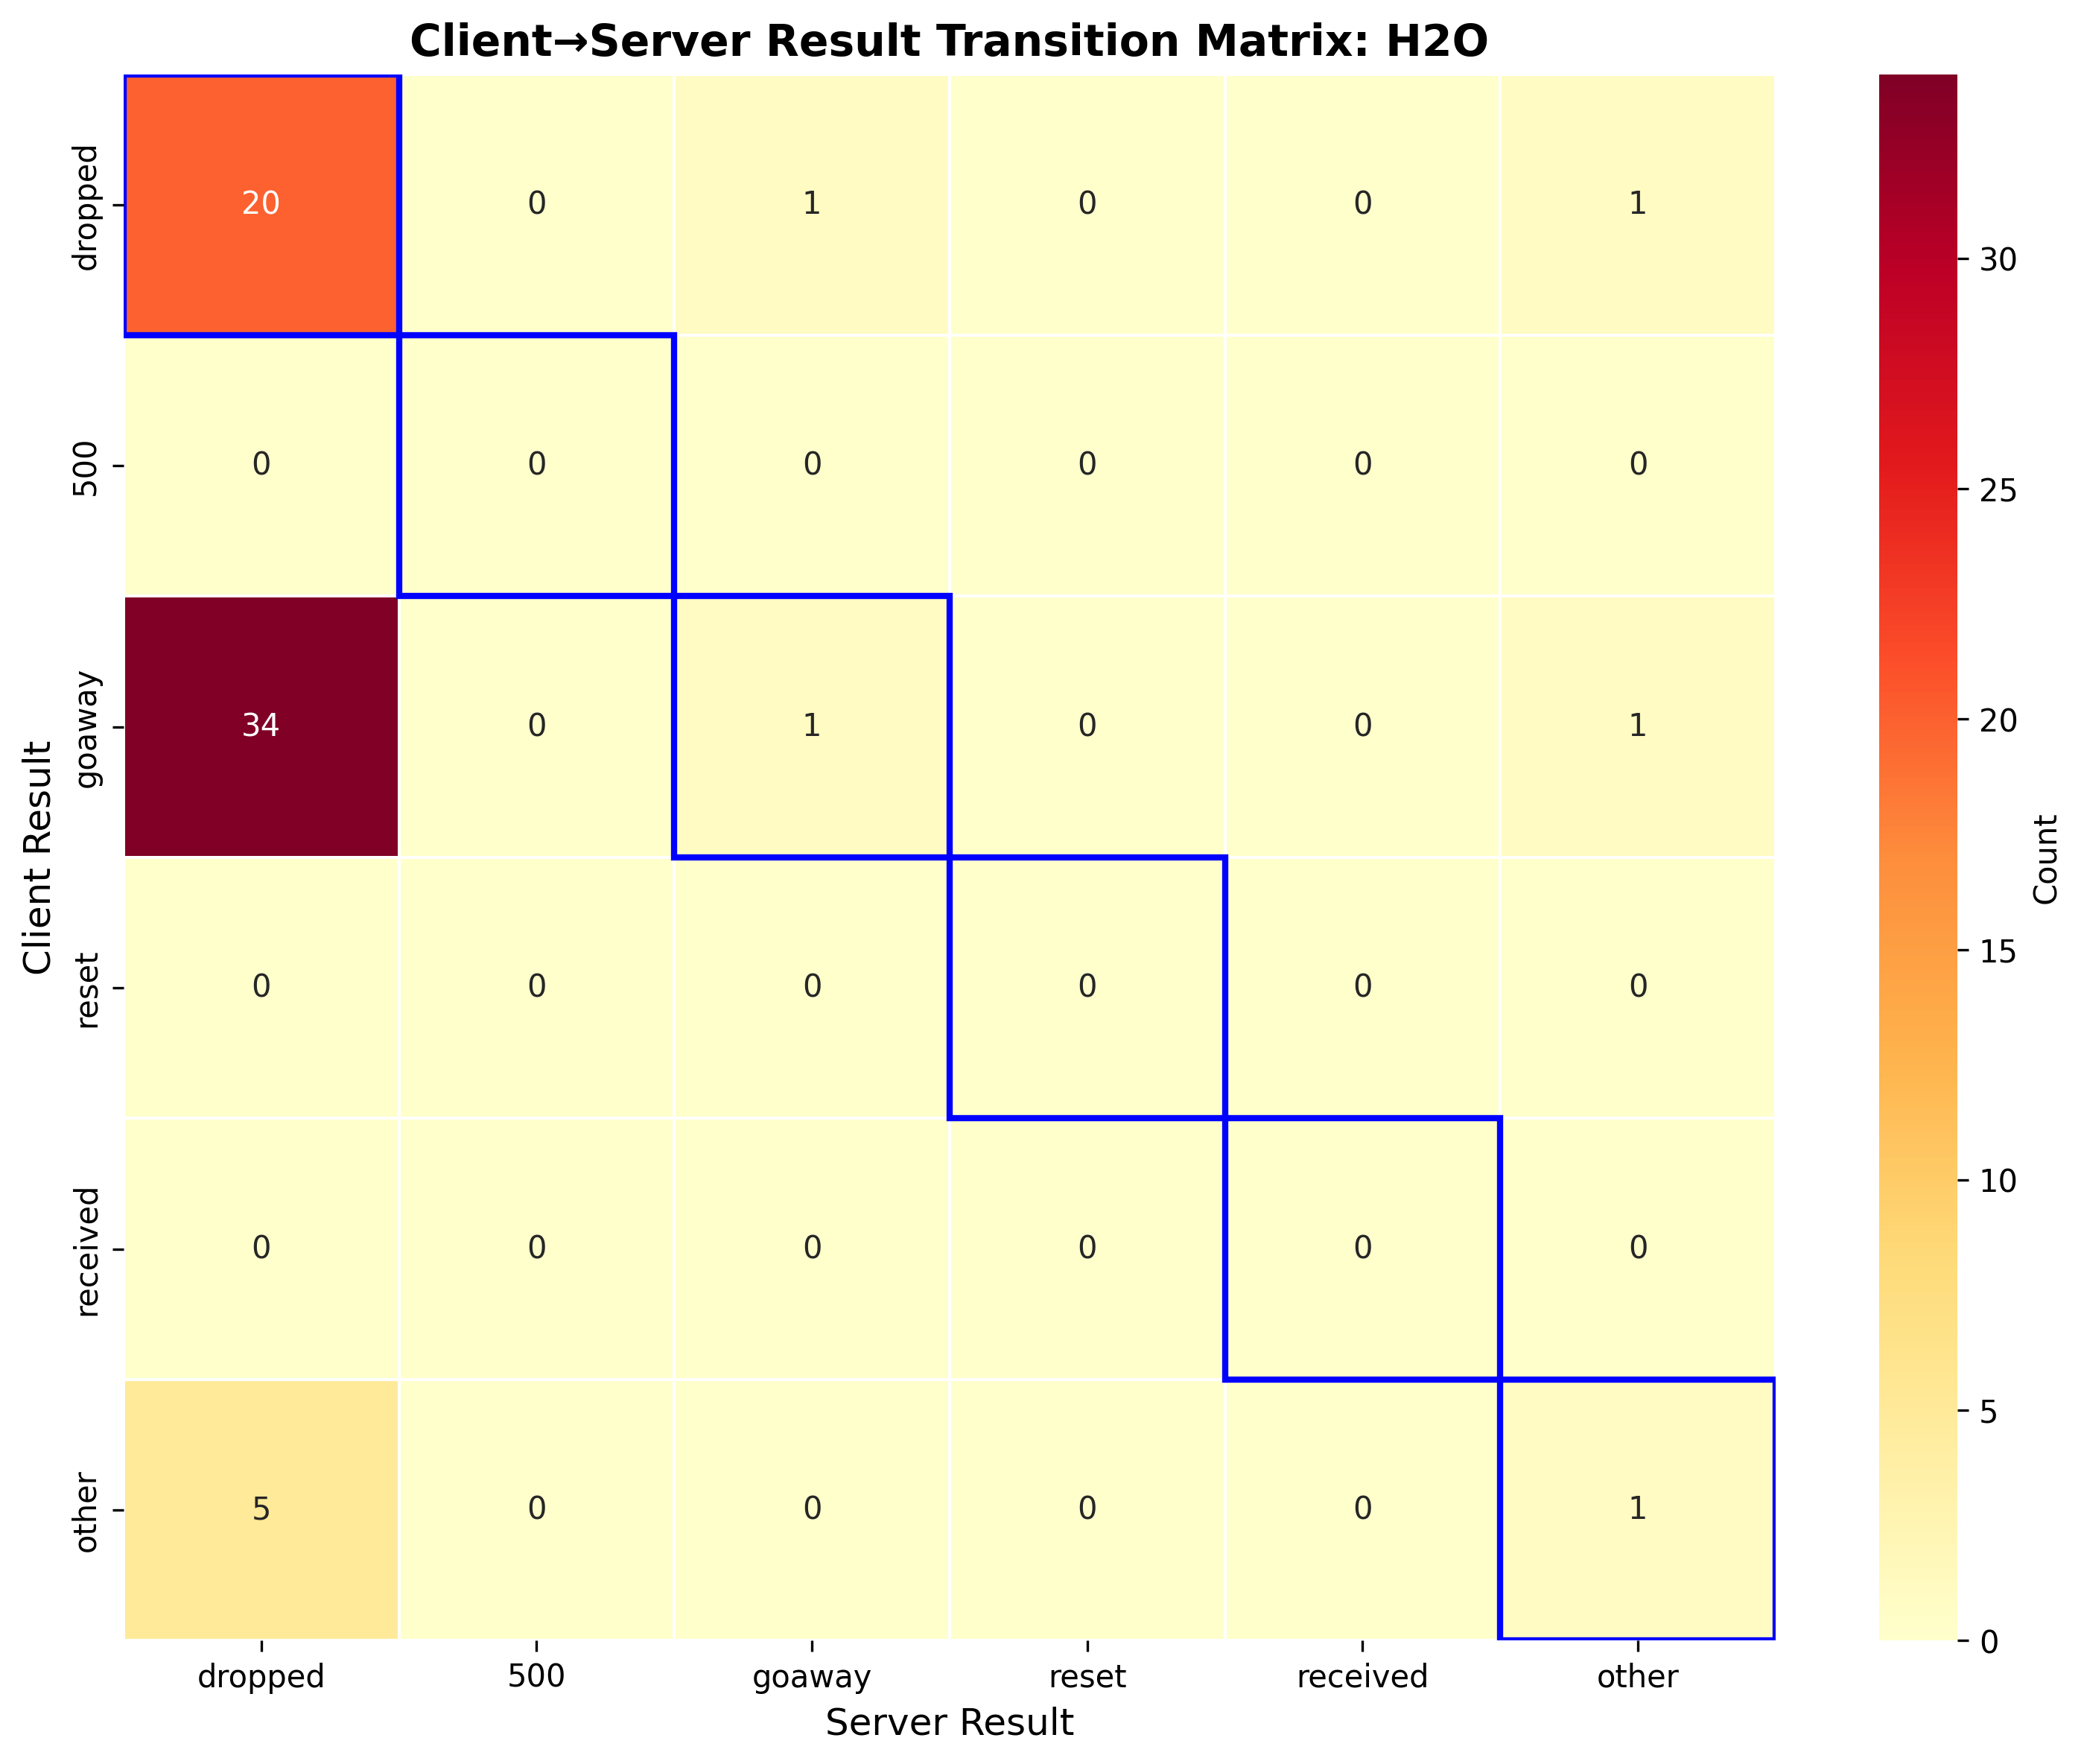 Client→Server Result Transition Matrix: H2O
dropped 20 0 1 0 0 1
500 0 0 0 0 0 0
goaway 34 0 1 0 0 1
reset 0 0 0 0 0 0
received 0 0 0 0 0 0
other 5 0 0 0 0 1
dropped 500 goaway reset received other
Server Result
Client Result
30
25
20
15
10
5
0
Count